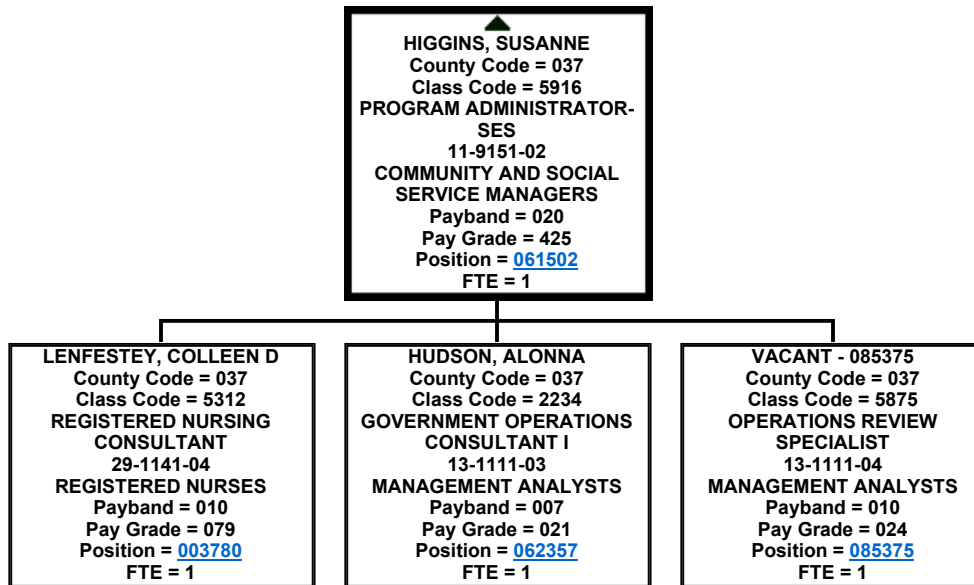 HIGGINS, SUSANNE
County Code = 037
Class Code = 5916
PROGRAM ADMINISTRATOR-
SES
11-9151-02
COMMUNITY AND SOCIAL
SERVICE MANAGERS
Payband = 020
Pay Grade = 425
Position = 061502
FTE = 1
LENFESTEY, COLLEEN D
County Code = 037
Class Code = 5312
REGISTERED NURSING
CONSULTANT
29-1141-04
REGISTERED NURSES
Payband = 010
Pay Grade = 079
Position = 003780
FTE = 1
HUDSON, ALONNA
County Code = 037
Class Code = 2234
GOVERNMENT OPERATIONS
CONSULTANT I
13-1111-03
MANAGEMENT ANALYSTS
Payband = 007
Pay Grade = 021
Position = 062357
FTE = 1
VACANT - 085375
County Code = 037
Class Code = 5875
OPERATIONS REVIEW
SPECIALIST
13-1111-04
MANAGEMENT ANALYSTS
Payband = 010
Pay Grade = 024
Position = 085375
FTE = 1